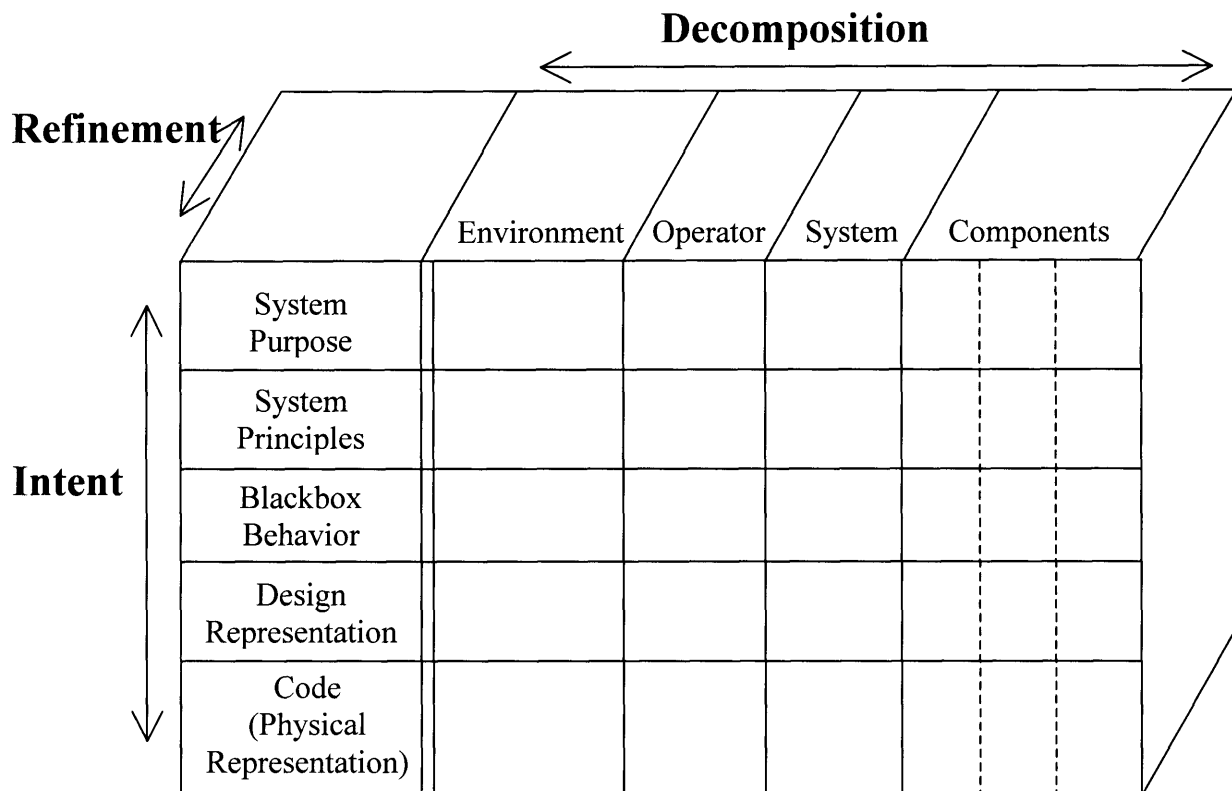 Decomposition
Refinement
Environment Operator System Components
System
Purpose
System
Principles
Intent
Blackbox
Behavior
Design
Representation
Code
(Physical
Representation)